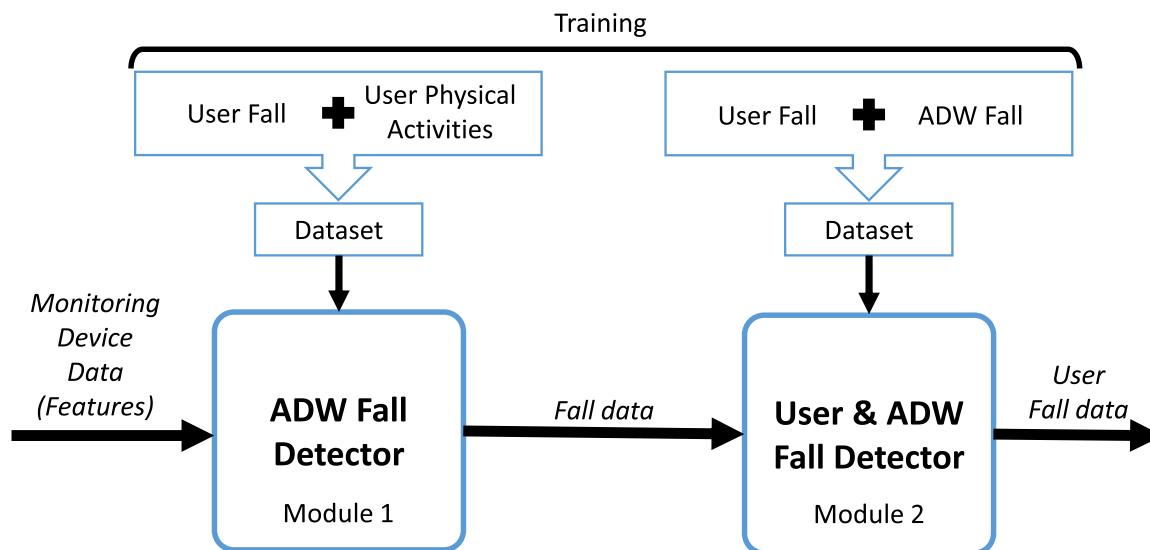 Training
User Fall
User Physical
Activities
User Fall
ADW Fall
Dataset
Dataset
Monitoring
Device
Data
(Features)
ADW Fall
Detector
Module 1
Fall data
User & ADW
Fall Detector
Module 2
User
Fall data